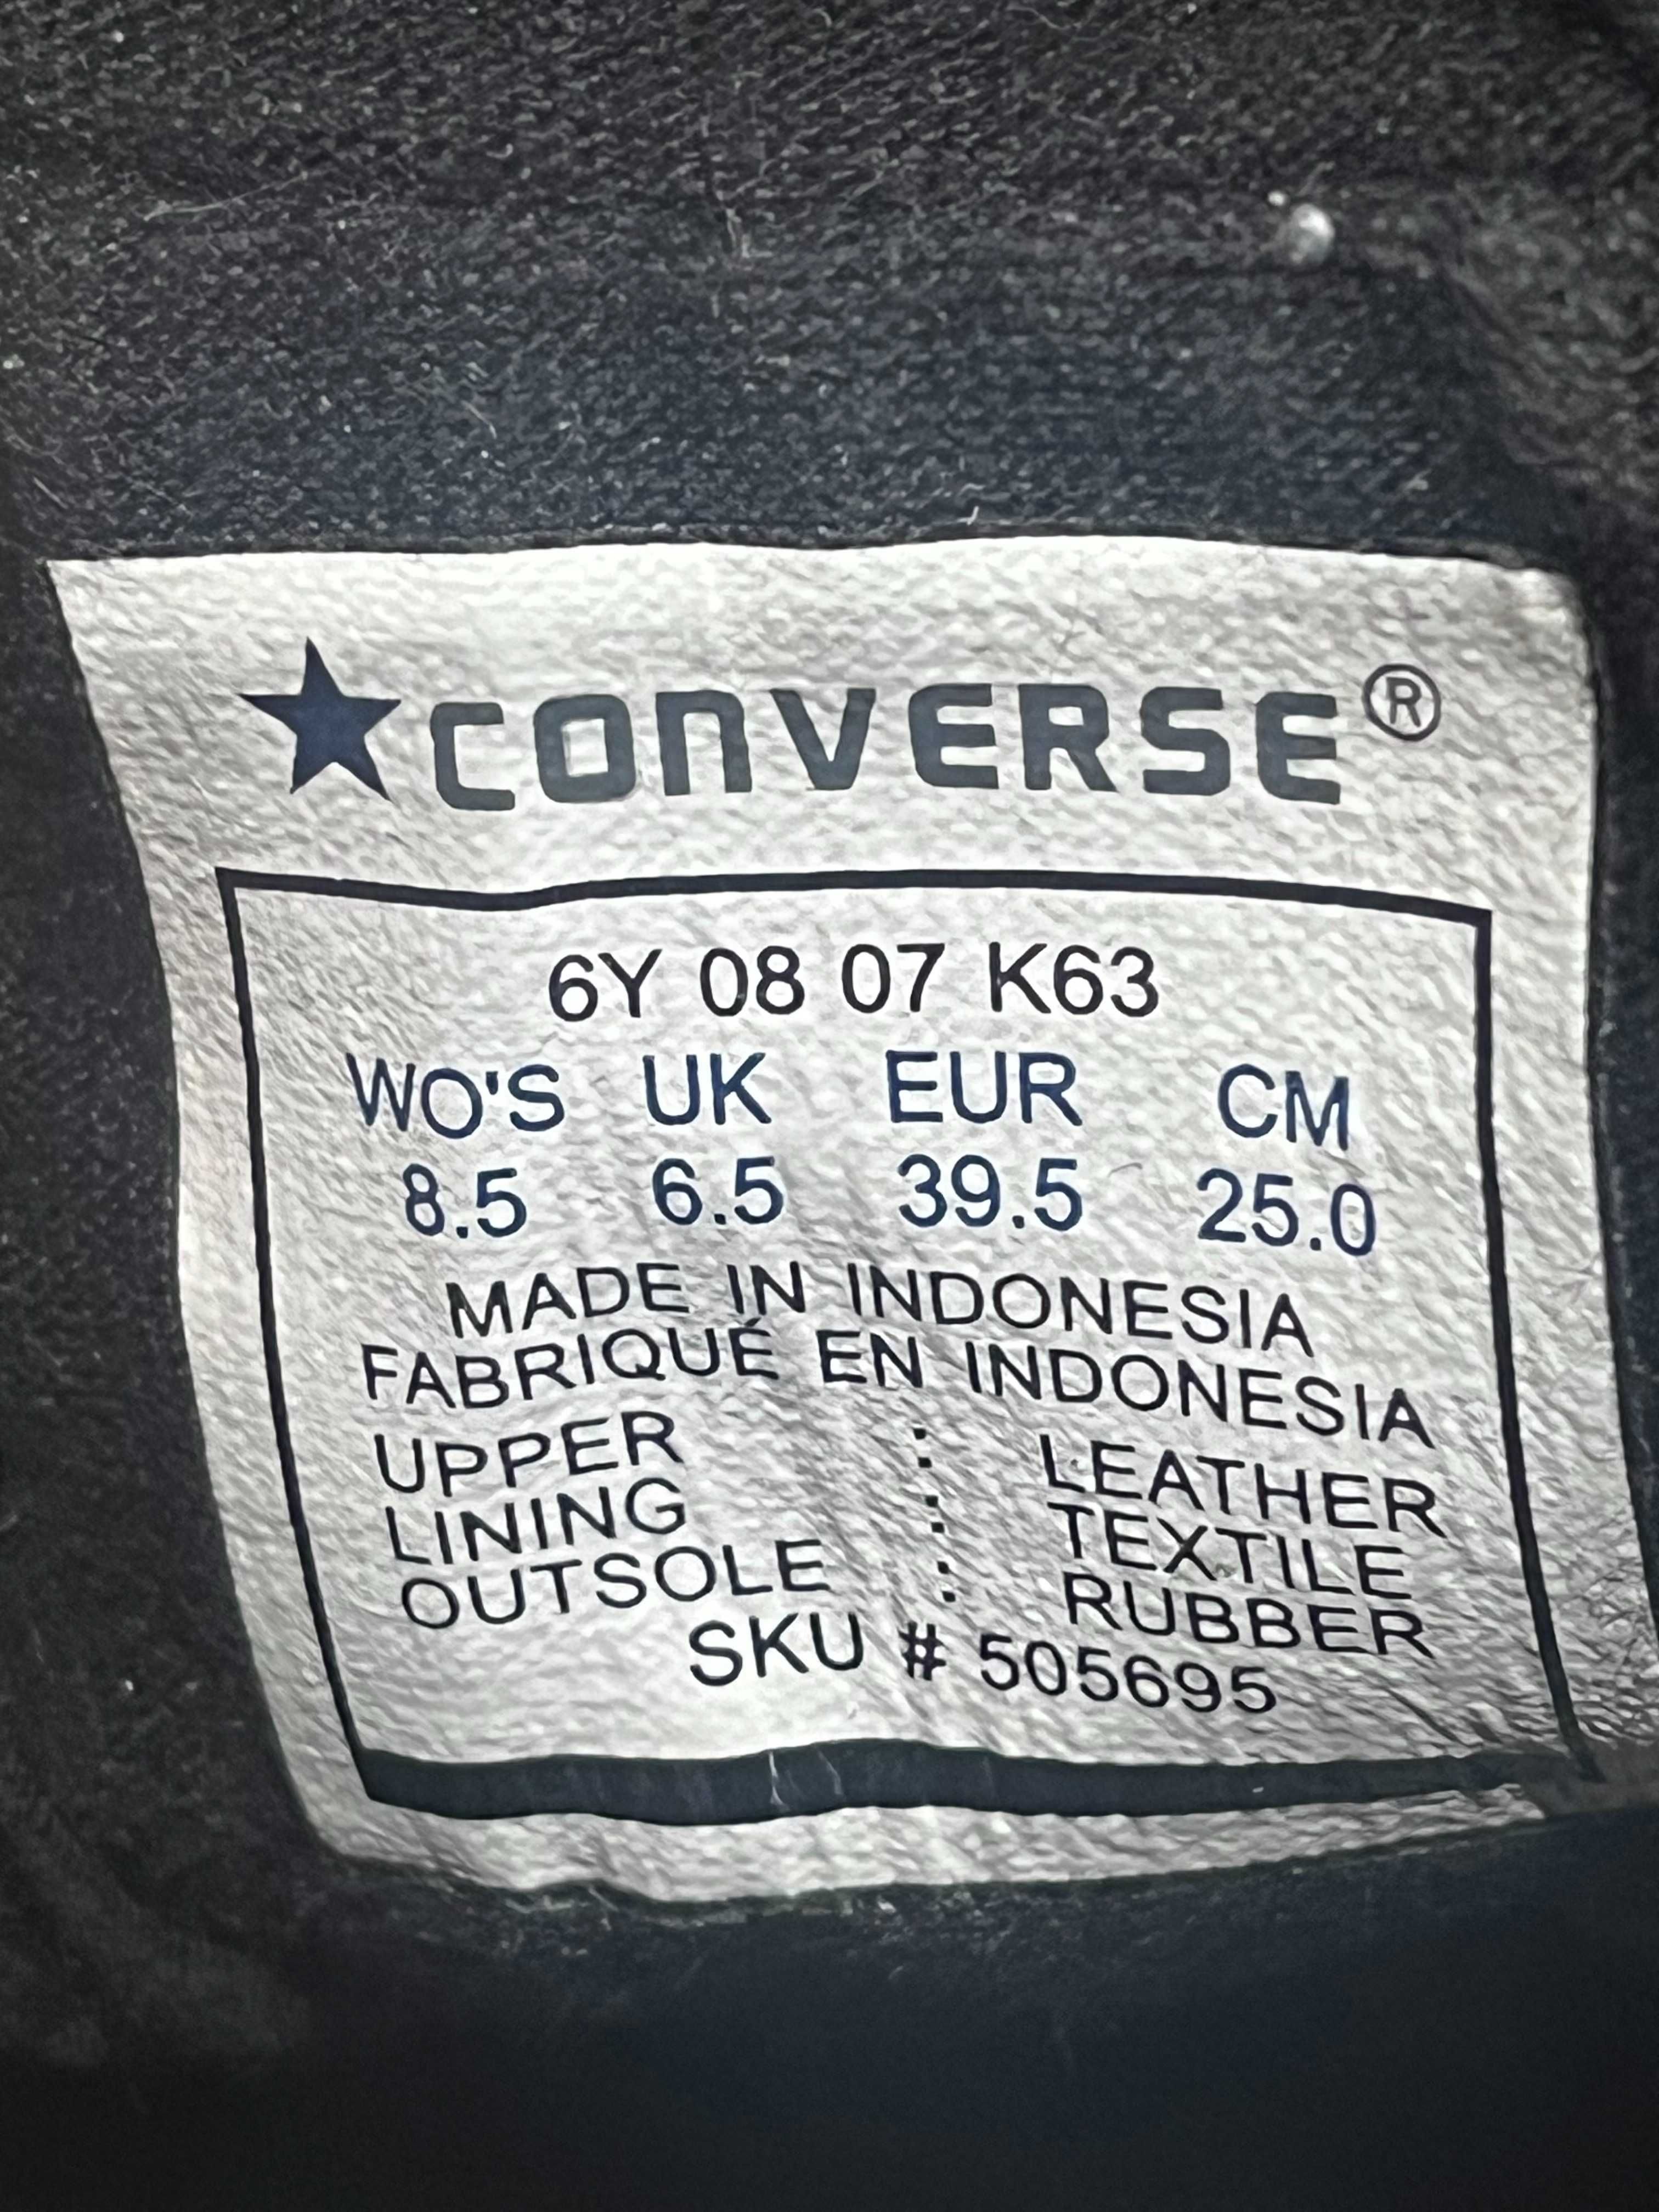 CONVERSE®
6Y 08 07 K63
WO'S UK EUR CM
8.5 6.5 39.5 25.0
MADE IN INDONESIA
FABRIQUÉ EN INDONESIA
UPPER : LEATHER
LINING : TEXTILE
OUTSOLE : RUBBER
SKU # 505695